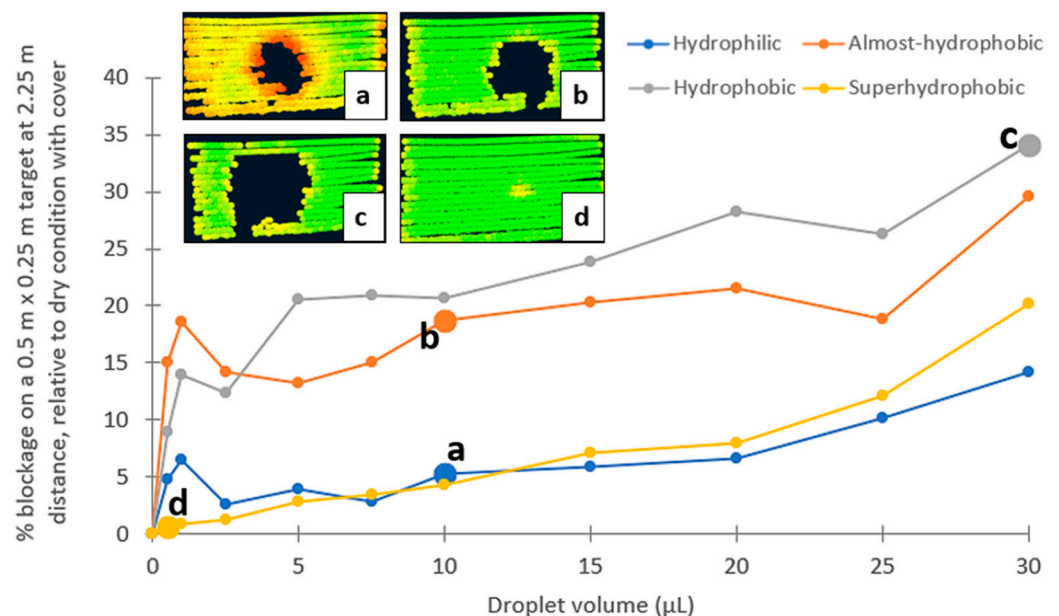 % blockage on a 0.5 m x 0.25 m target at 2.25 m
distance, relative to dry condition with cover
a
b
c
d
Hydrophilic
Almost-hydrophobic
Hydrophobic
Superhydrophobic
40
35
30
25
20
15
10
5
0
c
b
a
d
0 5 10 15 20 25 30
Droplet volume (µL)